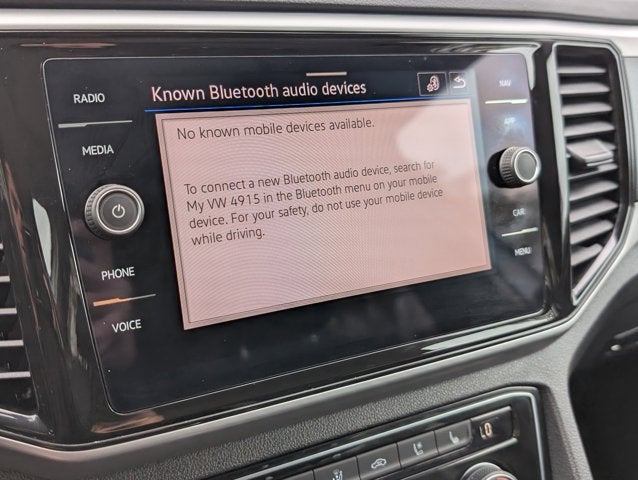 Known Bluetooth audio devices
No known mobile devices available.
To connect a new Bluetooth audio device, search for
My VW 4915 in the Bluetooth menu on your mobile
device. For your safety, do not use your mobile device
while driving.
RADIO
MEDIA
PHONE
VOICE
NAV
APP
CAR
MENU
LO